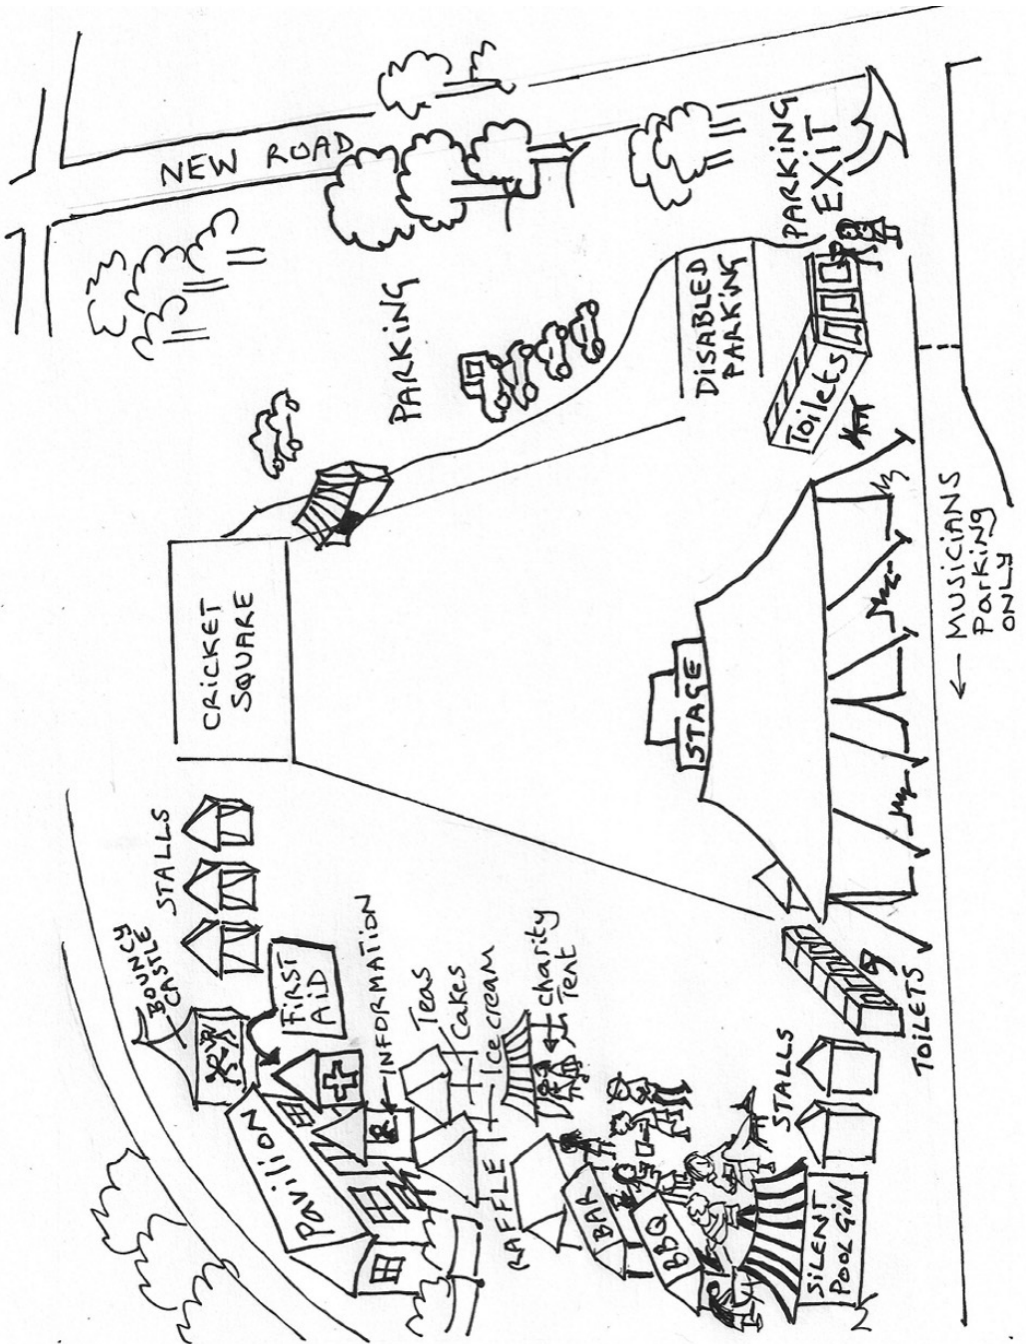 NEW ROAD
PARKING
PARKING
EXIT
DISABLED
PARKING
Toilets
CRICKET
SQUARE
STAGE
← MUSICIANS
Parking
ONLY
STALLS
BOUNCY
CASTLE
FIRST
AiD
INFORMATION
Pavilion
Teas
Cakes
Ice cream
Charity
Tent
RAFFLE
BAR
BBQ
STALLS
TOiLETS
SiLENT
POOL GiN